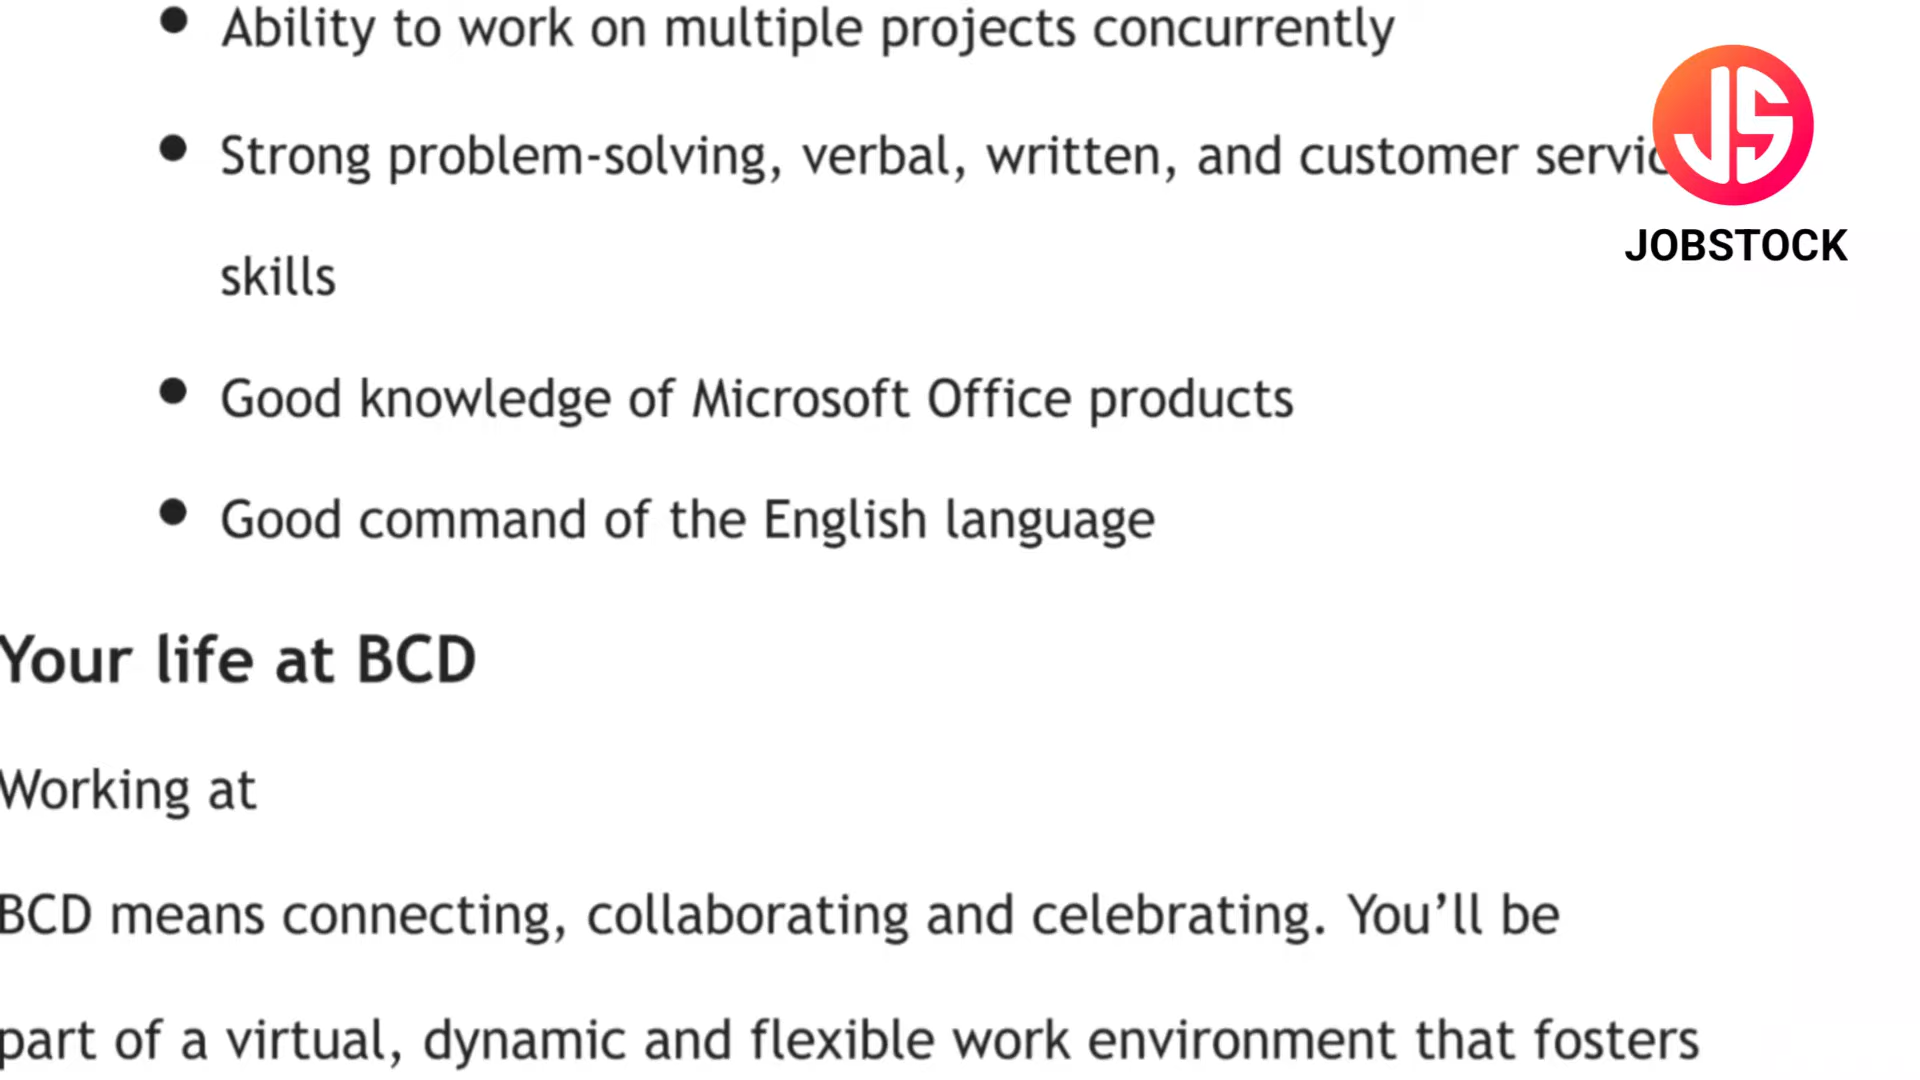 Ability to work on multiple projects concurrently
Strong problem-solving, verbal, written, and customer
skills
Good knowledge of Microsoft Office products
Good command of the English language
Your life at BCD
Working at
BCD means connecting, collaborating and celebrating. You’ll be
part of a virtual, dynamic and flexible work environment that fosters
JS
JOBSTOCK